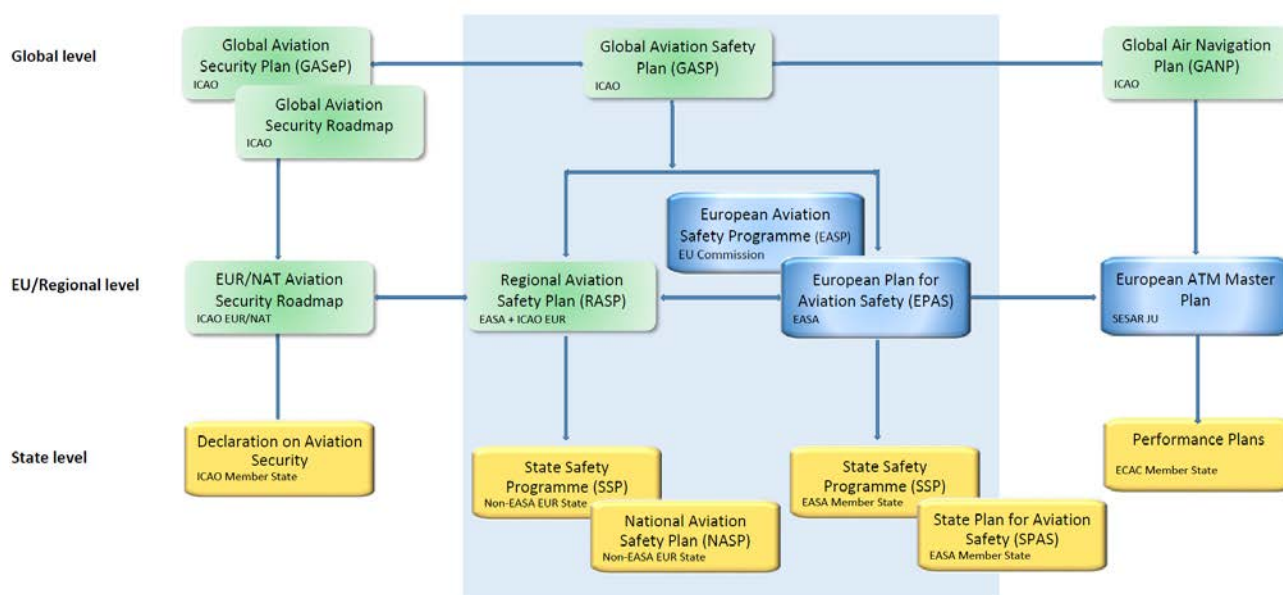 Global level
Global Aviation
Security Plan (GASeP)
ICAO
Global Aviation
Security Roadmap
ICAO
Global Aviation Safety
Plan (GASP)
ICAO
Global Air Navigation
Plan (GANP)
ICAO
EU/Regional level
EUR/NAT Aviation
Security Roadmap
ICAO EUR/NAT
Regional Aviation
Safety Plan (RASP)
EASA + ICAO EUR
European Aviation
Safety Programme (EASP)
EU Commission
European Plan for
Aviation Safety (EPAS)
EASA
European ATM Master
Plan
SESAR JU
State level
Declaration on Aviation
Security
ICAO Member State
State Safety
Programme (SSP)
Non-EASA EUR State
National Aviation
Safety Plan (NASP)
Non-EASA EUR State
State Safety
Programme (SSP)
EASA Member State
State Plan for Aviation
Safety (SPAS)
EASA Member State
Performance Plans
ECAC Member State